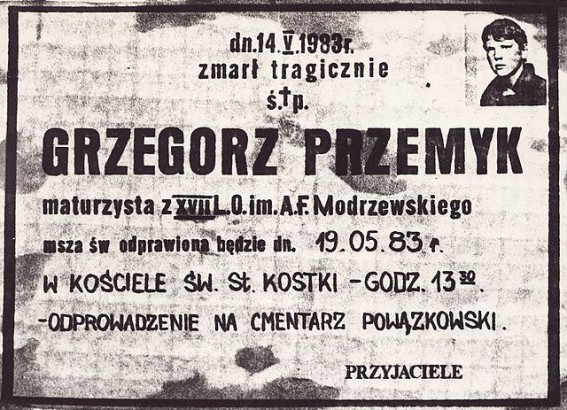 dn.14.V.1983r.
zmarł tragicznie
ś.†p.
GRZEGORZ PRZEMYK
maturzysta z XVII L.O. im. A.F. Modrzewskiego
msza św odprawiona będzie dn. 19.05.83 r.
W KOŚCIELE ŚW. St. KOSTKI - GODZ. 13 30.
-ODPROWADZENIE NA CMENTARZ POWĄZKOWSKI.
PRZYJACIELE